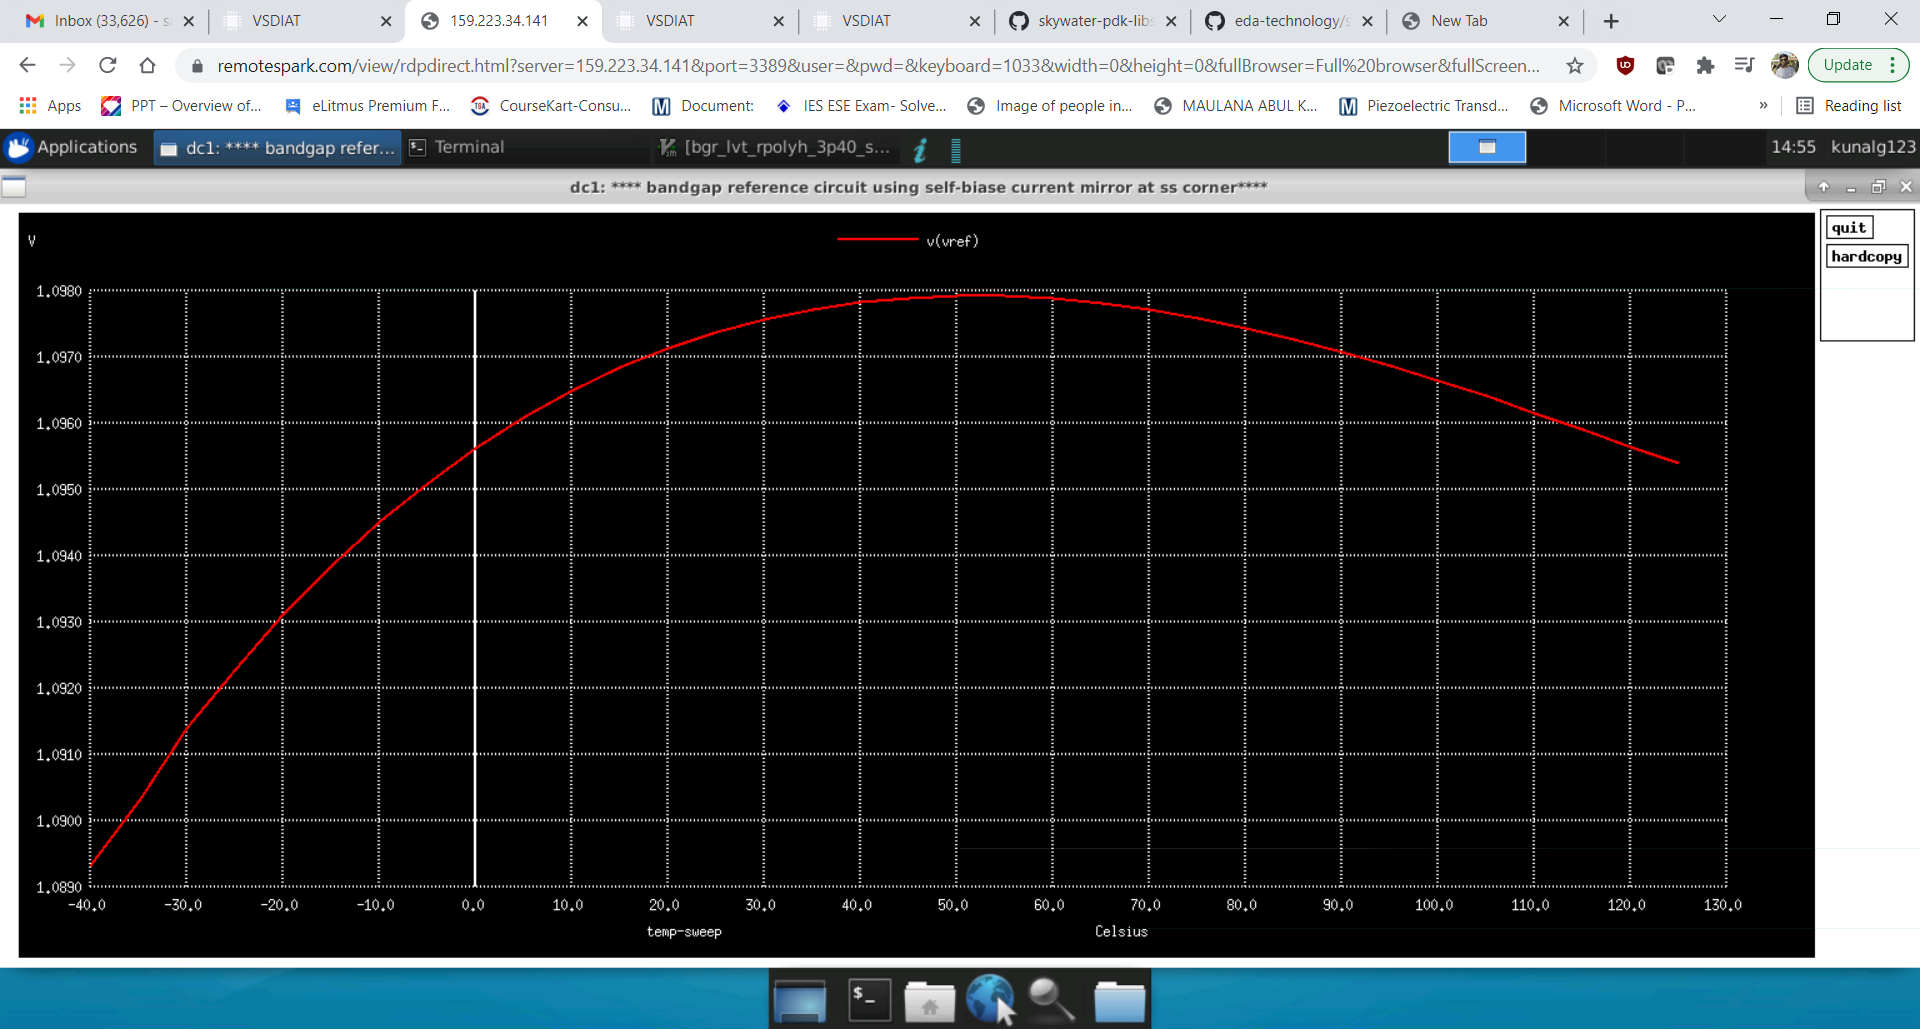 Inbox (33,626) - s
VSDIAT
159.223.34.141
VSDIAT
VSDIAT
skywater-pdk-libs
eda-technology/s
New Tab
remotespark.com/view/rdpdirect.html?server=159.223.34.141&port=3389&user=&pwd=&keyboard=1033&width=0&height=0&fullBrowser=Full%20browser&fullScreen...
Update
Apps
PPT – Overview of...
eLitmus Premium F...
CourseKart-Consu...
Document:
IES ESE Exam- Solve...
Image of people in...
MAULANA ABUL K...
Piezoelectric Transd...
Microsoft Word - P...
»
Reading list
Applications
dc1: **** bandgap refer...
Terminal
[bgr_lvt_rpolyh_3p40_s...
14:55 kunalg123
dc1: **** bandgap reference circuit using self-biase current mirror at ss corner****
quit
hardcopy
V
v(vref)
1.0980
1.0970
1.0960
1.0950
1.0940
1.0930
1.0920
1.0910
1.0900
1.0890
-40.0 -30.0 -20.0 -10.0 0.0 10.0 20.0 30.0 40.0 50.0 60.0 70.0 80.0 90.0 100.0 110.0 120.0 130.0
temp-sweep Celsius
$_